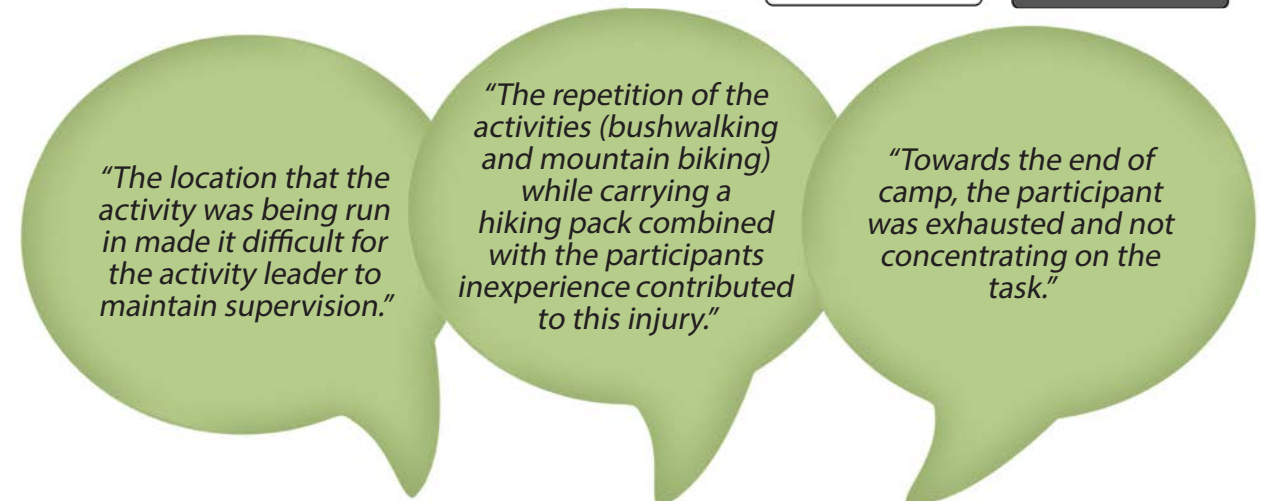 “The location that the
activity was being run
in made it difficult for
the activity leader to
maintain supervision.”
“The repetition of the
activities (bushwalking
and mountain biking)
while carrying a
hiking pack combined
with the participants
inexperience contributed
to this injury.”
“Towards the end of
camp, the participant
was exhausted and not
concentrating on the
task.”